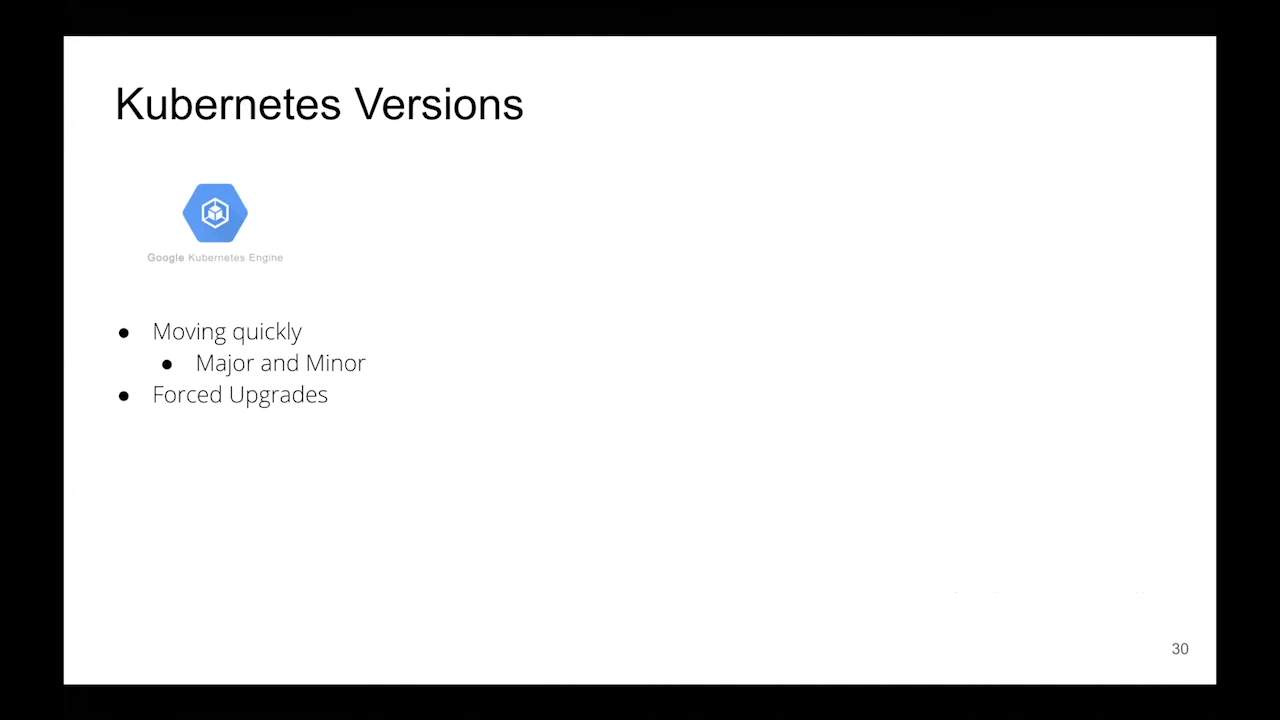 Kubernetes Versions
Google Kubernetes Engine
● Moving quickly
● Major and Minor
● Forced Upgrades
30